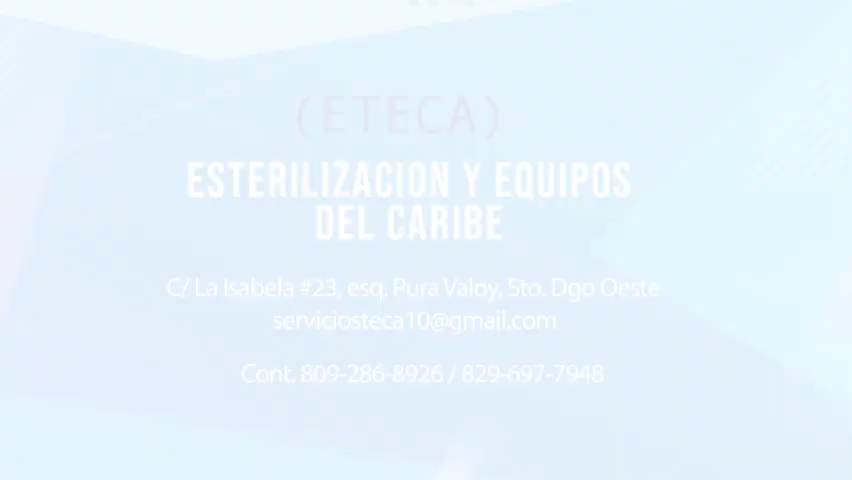 (ETECA)
ESTERILIZACION Y EQUIPOS
DEL CARIBE
C/ La Isabela #23, esq. Pura Valoy, Sto. Dgo Oeste
serviciosteca10@gmail.com
Cont. 809-286-8926 / 829-697-7948